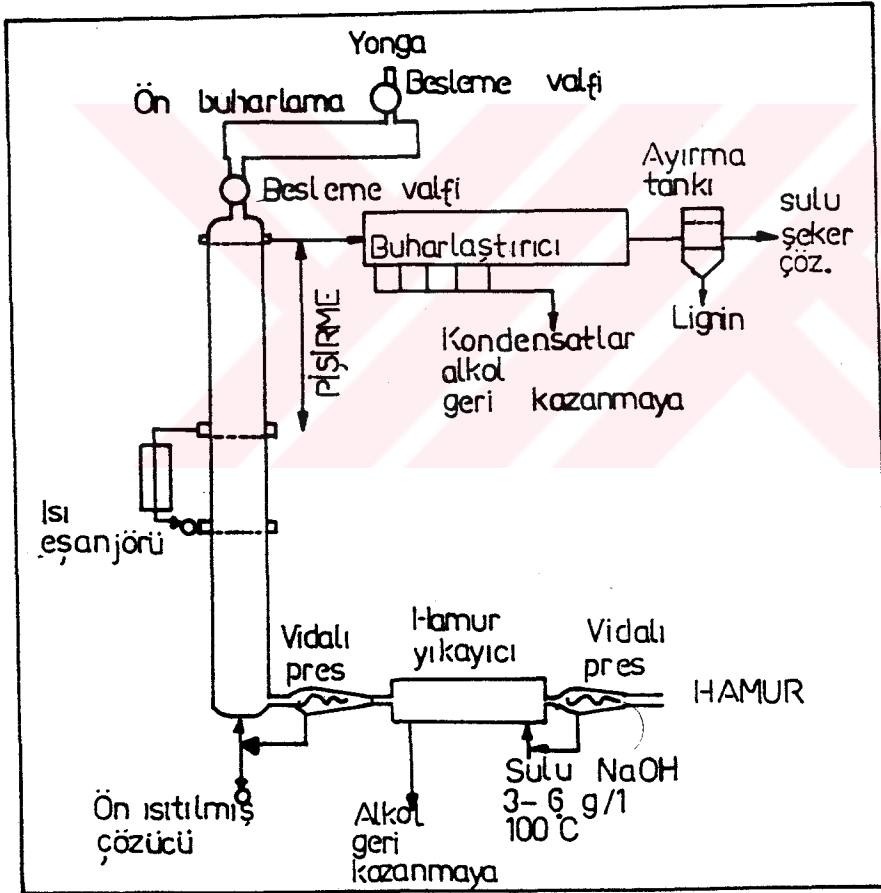 Yonga
Besleme valfi
Ön buharlama
Besleme valfi
Ayırma
tankı
sulu
şeker
çöz.
Buharlaştırıcı
PİŞİRME
Lignin
Kondensatlar
alkol
geri kazanmaya
Isı
eşanjörü
Vidalı
pres
Hamur
yıkayıcı
Vidalı
pres
HAMUR
Ön ısıtılmış
çözücü
Alkol
geri
kazanmaya
Sulu NaOH
3-6 g/l
100°C